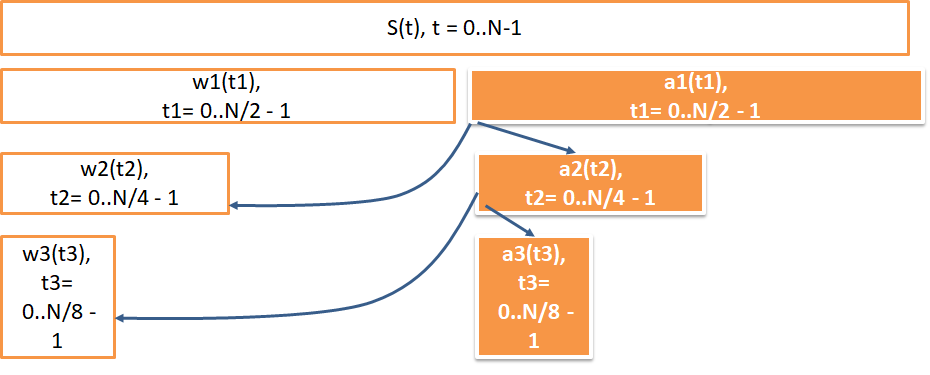 S(t), t = 0..N-1
w1(t1),
t1= 0..N/2 - 1
a1(t1),
t1= 0..N/2 - 1
w2(t2),
t2= 0..N/4 - 1
a2(t2),
t2= 0..N/4 - 1
w3(t3),
t3=
0..N/8 -
1
a3(t3),
t3=
0..N/8 -
1